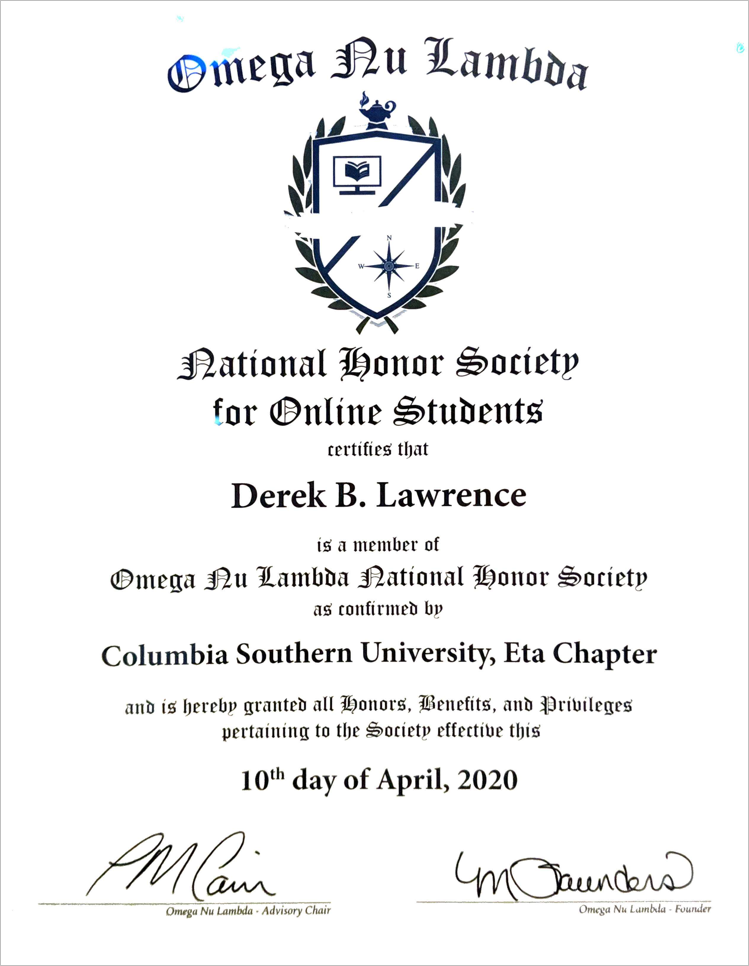 Omega Nu Lambda
N
W E
S
National Honor Society
for Online Students
certifies that
Derek B. Lawrence
is a member of
Omega Nu Lambda National Honor Society
as confirmed by
Columbia Southern University, Eta Chapter
and is hereby granted all Honors, Benefits, and Privileges
pertaining to the Society effective this
10th day of April, 2020
PM Cain
Omega Nu Lambda - Advisory Chair
M Saunders
Omega Nu Lambda - Founder